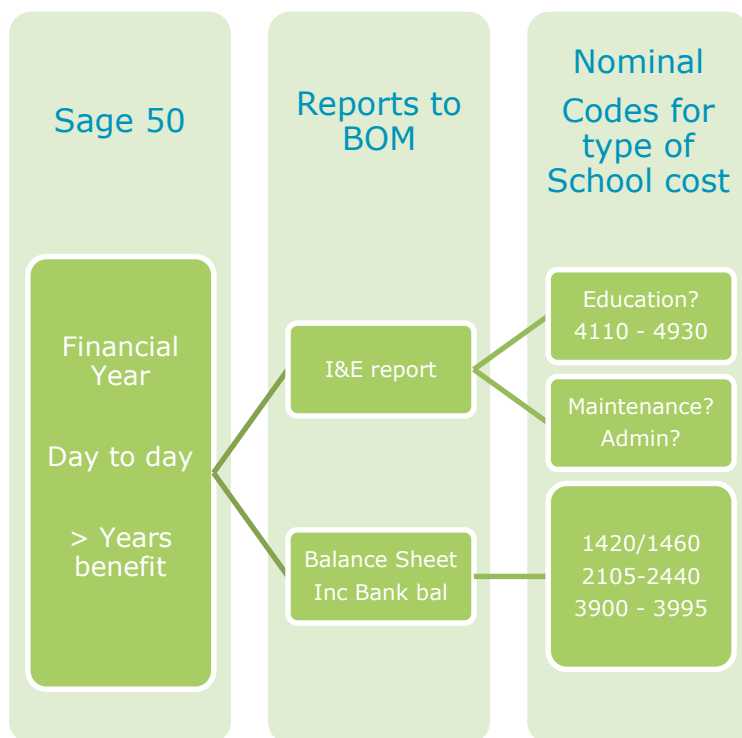 Sage 50
Financial
Year
Day to day
> Years
benefit
Reports to
BOM
I&E report
Balance Sheet
Inc Bank bal
Nominal
Codes for
type of
School cost
Education?
4110 - 4930
Maintenance?
Admin?
1420/1460
2105-2440
3900 - 3995